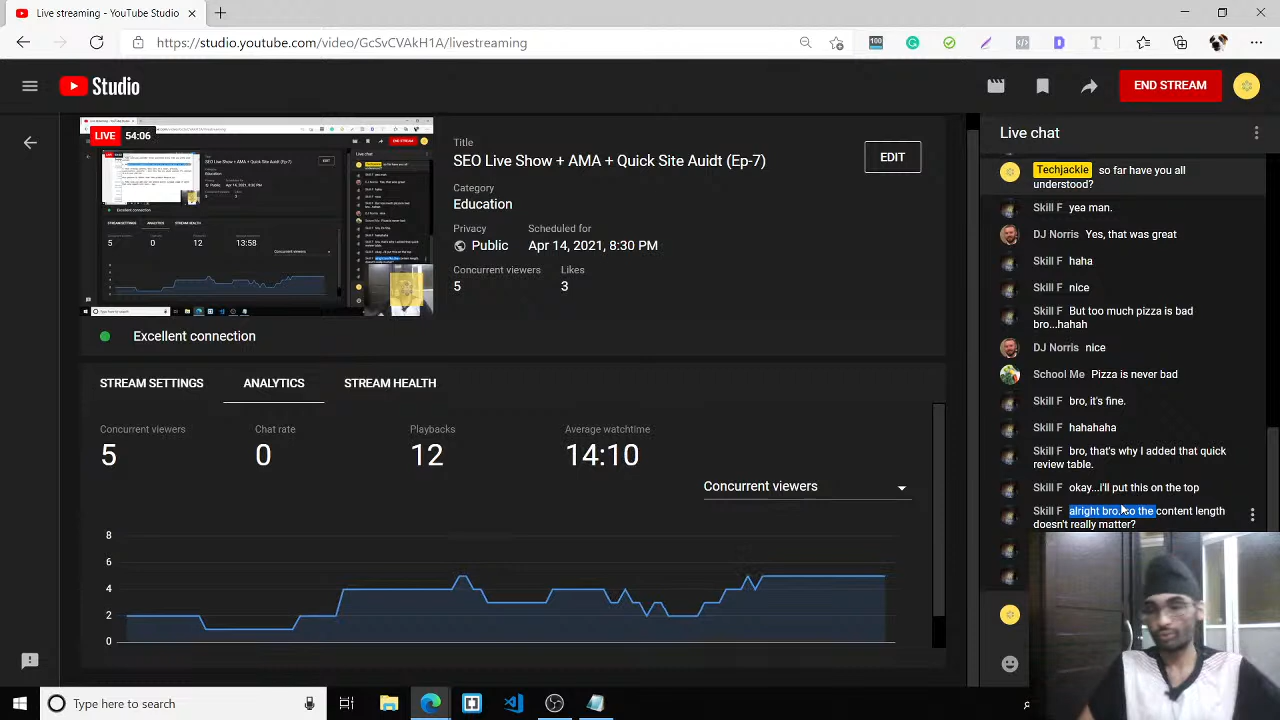 Live streaming - YouTube Studio
https://studio.youtube.com/video/GcSvCVAkH1A/livestreaming
100
Studio
END STREAM
LIVE 54:06
Title
SEO Live Show - AMA + Quick Site Auidt (Ep-7)
Edit
Category
Education
Privacy
Scheduled for
Public
Apr 14, 2021, 8:30 PM
Concurrent viewers
Likes
5
3
Excellent connection
STREAM SETTINGS
ANALYTICS
STREAM HEALTH
Concurrent viewers
Chat rate
Playbacks
Average watchtime
5
0
12
14:10
Concurrent viewers
8
6
4
2
0
Live chat
Techjackie so far have you all
understood
Skill F yes man.
DJ Norris Yes, that was great
Skill F haha
Skill F nice
Skill F But too much pizza is bad
bro...hahah
DJ Norris nice
School Me Pizza is never bad
Skill F bro, it's fine.
Skill F hahahaha
Skill F bro, that's why I added that quick
review table.
Skill F okay...i'll put this on the top
Skill F alright bro..so the content length
doesn't really matter?
Type here to search